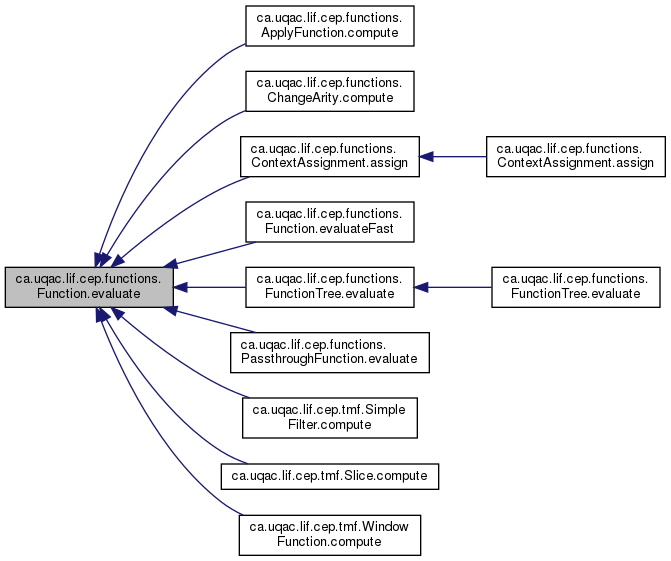 ca.uqac.lif.cep.functions.
ApplyFunction.compute
ca.uqac.lif.cep.functions.
ChangeArity.compute
ca.uqac.lif.cep.functions.
ContextAssignment.assign
ca.uqac.lif.cep.functions.
ContextAssignment.assign
ca.uqac.lif.cep.functions.
Function.evaluateFast
ca.uqac.lif.cep.functions.
Function.evaluate
ca.uqac.lif.cep.functions.
FunctionTree.evaluate
ca.uqac.lif.cep.functions.
FunctionTree.evaluate
ca.uqac.lif.cep.functions.
PassthroughFunction.evaluate
ca.uqac.lif.cep.tmf.Simple
Filter.compute
ca.uqac.lif.cep.tmf.Slice.compute
ca.uqac.lif.cep.tmf.Window
Function.compute